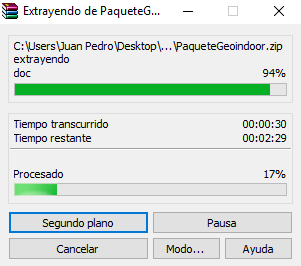 Extrayendo de PaqueteG...
C:\Users\Juan Pedro\Desktop\...\PaqueteGeoindoor.zip
extrayendo
doc 94%
Tiempo transcurrido 00:00:30
Tiempo restante 00:02:29
Procesado 17%
Segundo plano Pausa
Cancelar Modo... Ayuda